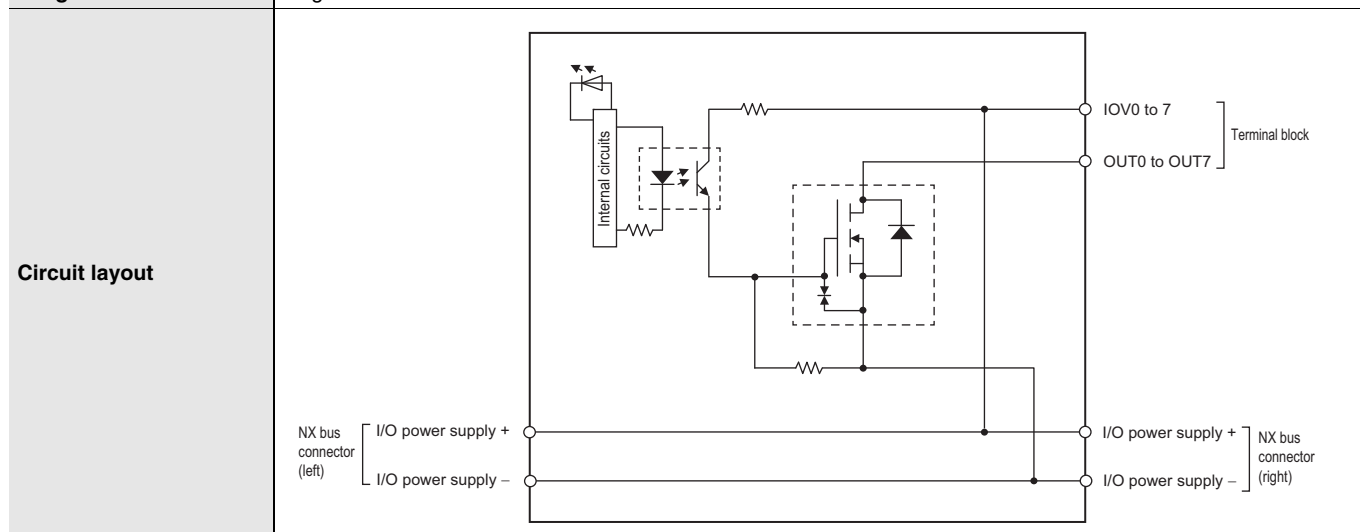 Circuit layout
Internal circuits
IOV0 to 7
Terminal block
OUT0 to OUT7
NX bus
connector
(left)
I/O power supply +
I/O power supply –
I/O power supply +
I/O power supply –
NX bus
connector
(right)